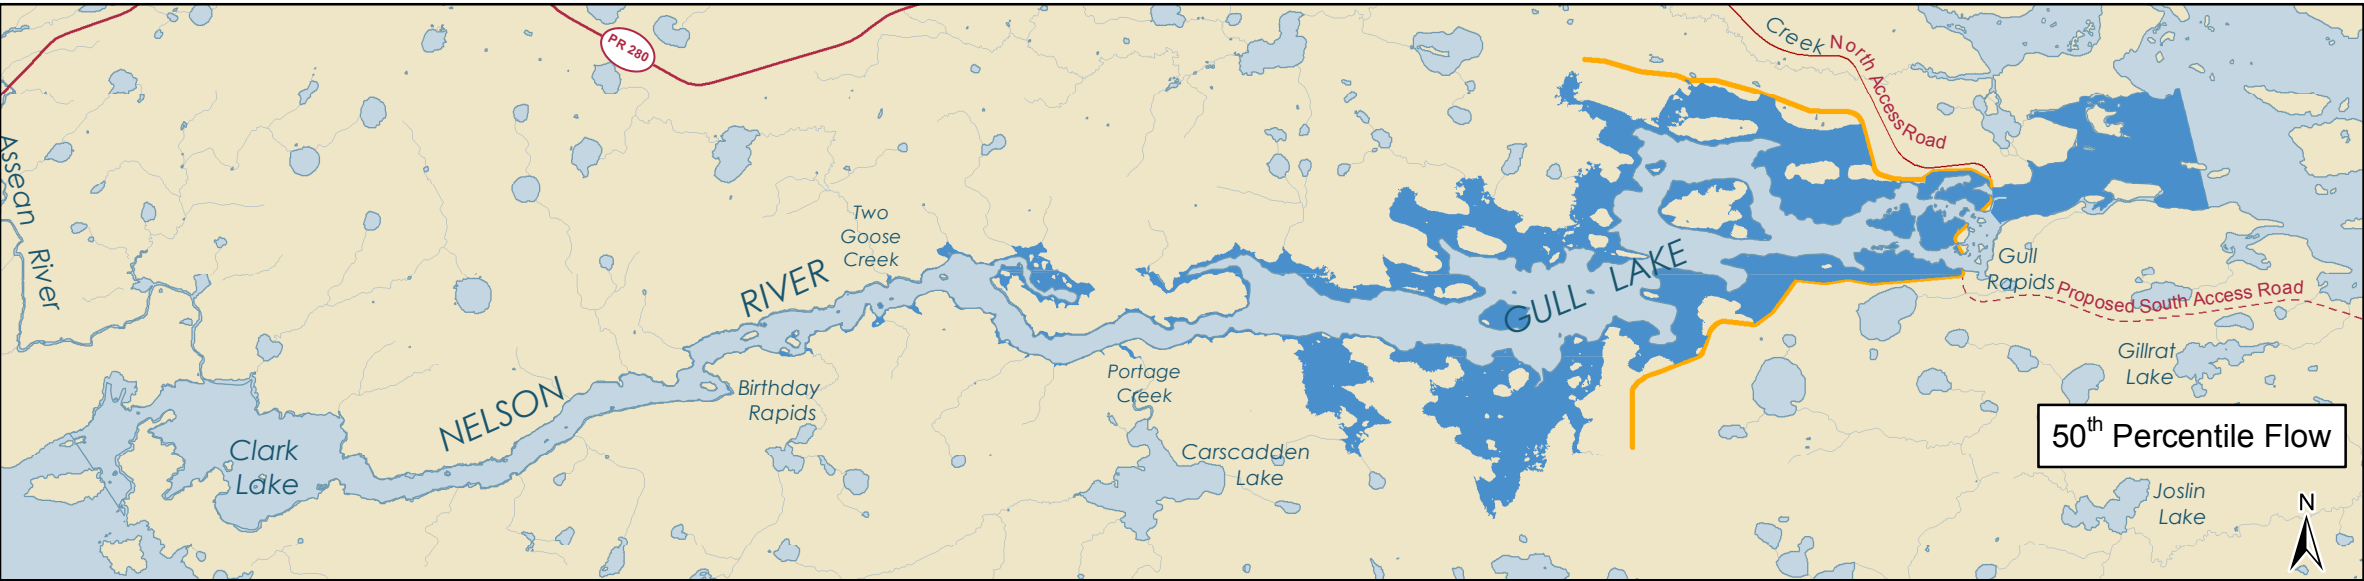 PR 280
Creek
North Access Road
Assean River
Two
Goose
Creek
NELSON RIVER
GULL LAKE
Gull
Rapids
Proposed South Access Road
Birthday
Rapids
Portage
Creek
Gillrat
Lake
Clark
Lake
Carscadden
Lake
50th Percentile Flow
Joslin
Lake
N